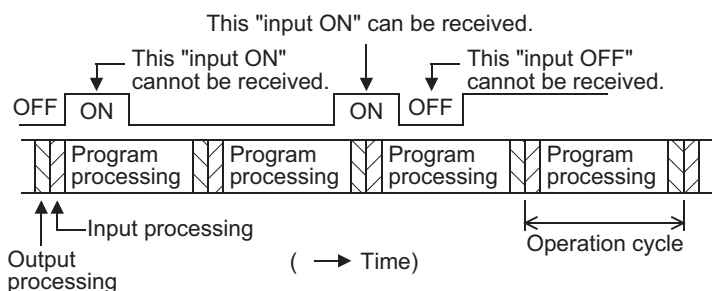 This "input ON" can be received.
This "input ON"
cannot be received.
This "input OFF"
cannot be received.
OFF
ON
ON
OFF
Program
processing
Program
processing
Program
processing
Program
processing
Input processing
Output
processing
( → Time)
Operation cycle